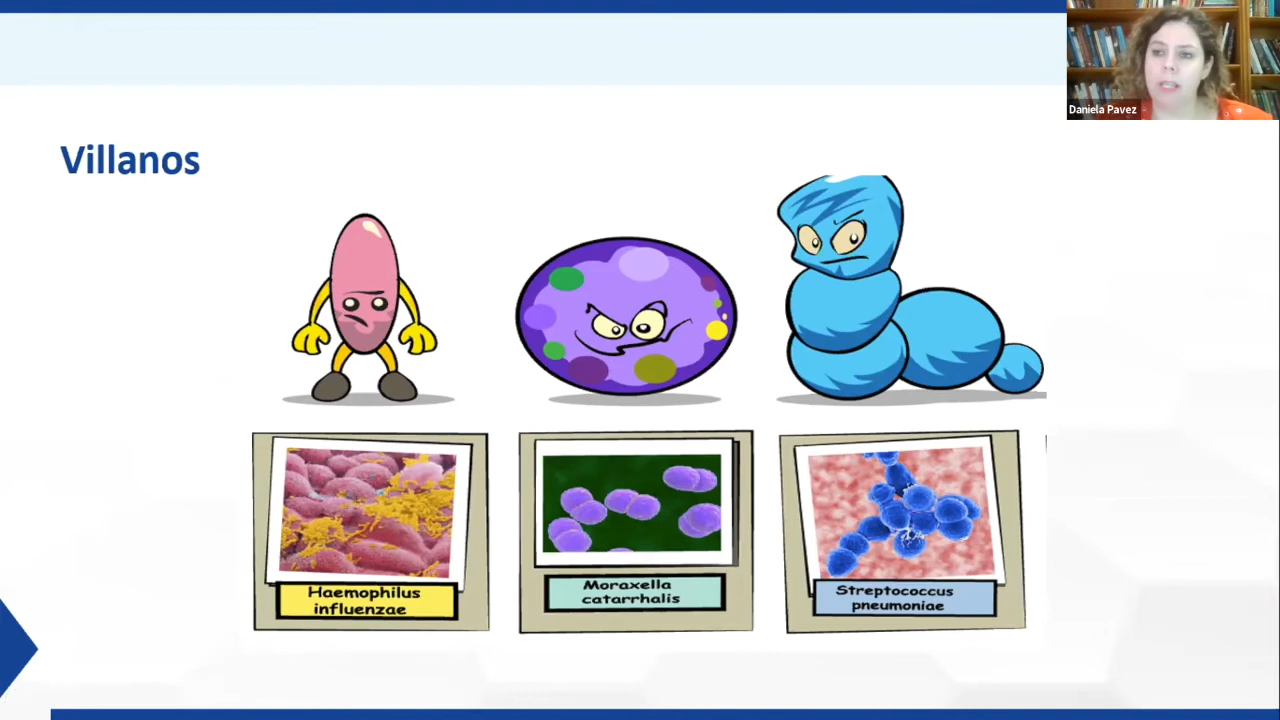 Daniela Pavez
Villanos
Haemophilus
influenzae
Moraxella
catarrhalis
Streptococcus
pneumoniae